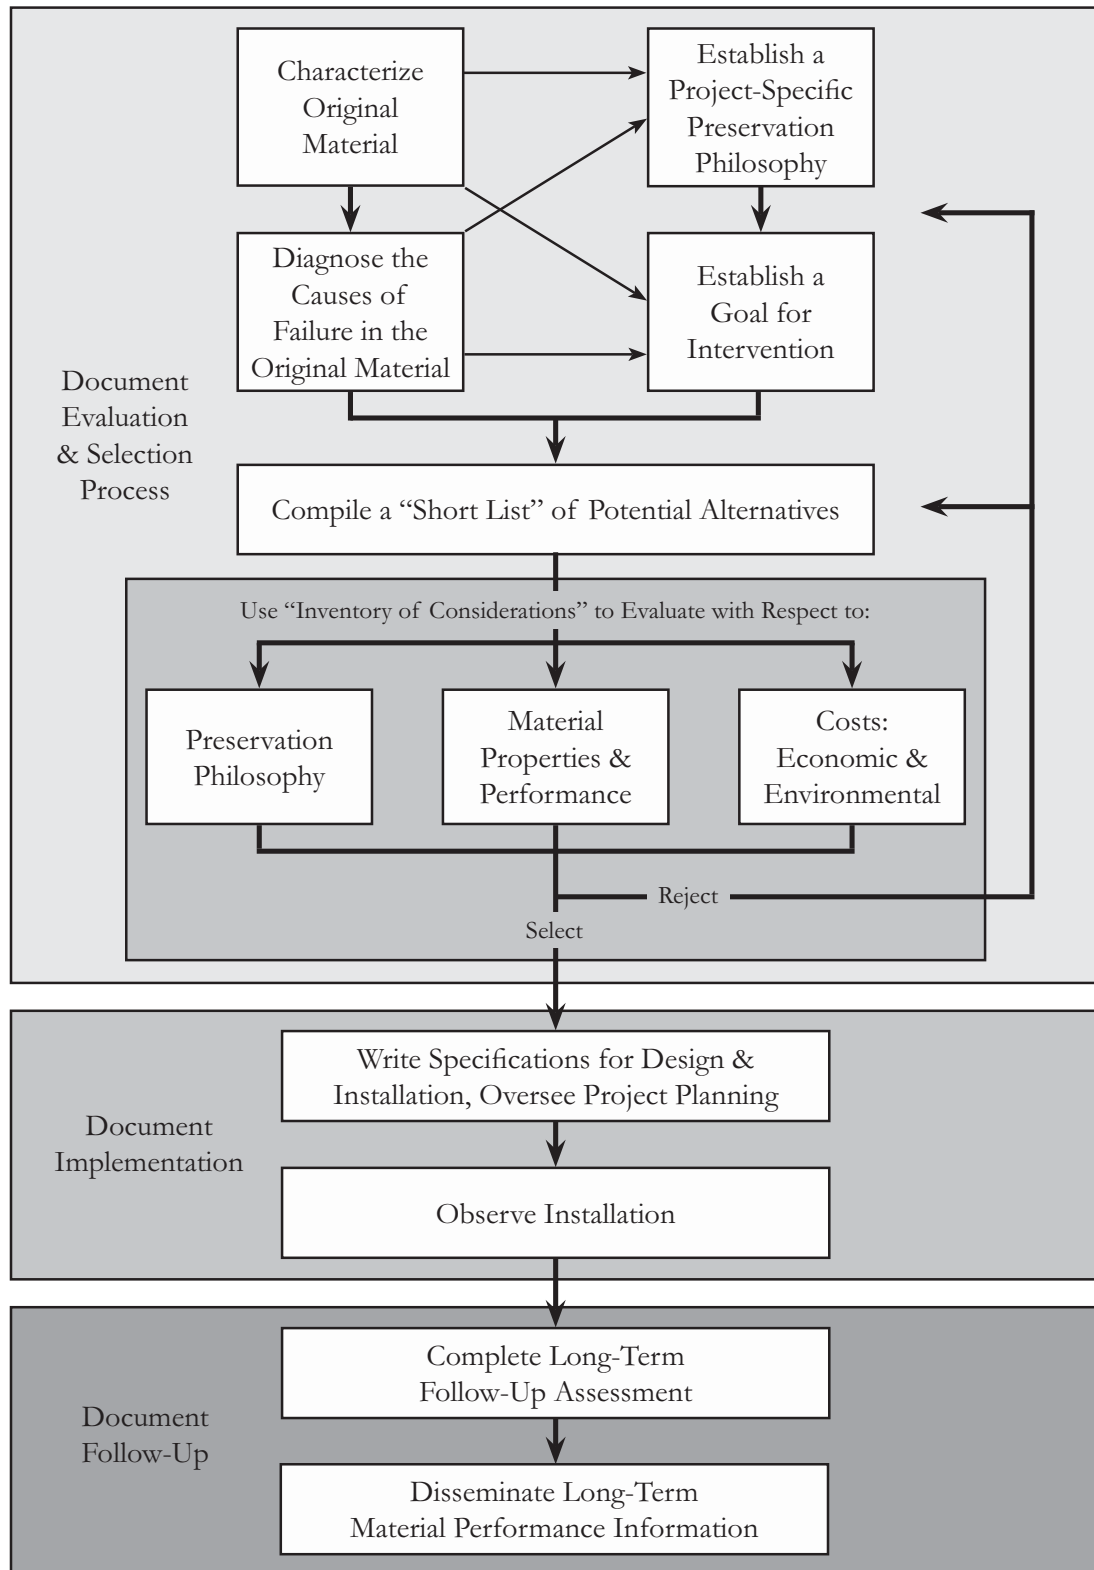 Characterize
Original
Material
Establish a
Project-Specific
Preservation
Philosophy
Diagnose the
Causes of
Failure in the
Original Material
Establish a
Goal for
Intervention
Document
Evaluation
& Selection
Process
Compile a “Short List” of Potential Alternatives
Use “Inventory of Considerations” to Evaluate with Respect to:
Preservation
Philosophy
Material
Properties &
Performance
Costs:
Economic &
Environmental
Reject
Select
Document
Implementation
Write Specifications for Design &
Installation, Oversee Project Planning
Observe Installation
Document
Follow-Up
Complete Long-Term
Follow-Up Assessment
Disseminate Long-Term
Material Performance Information